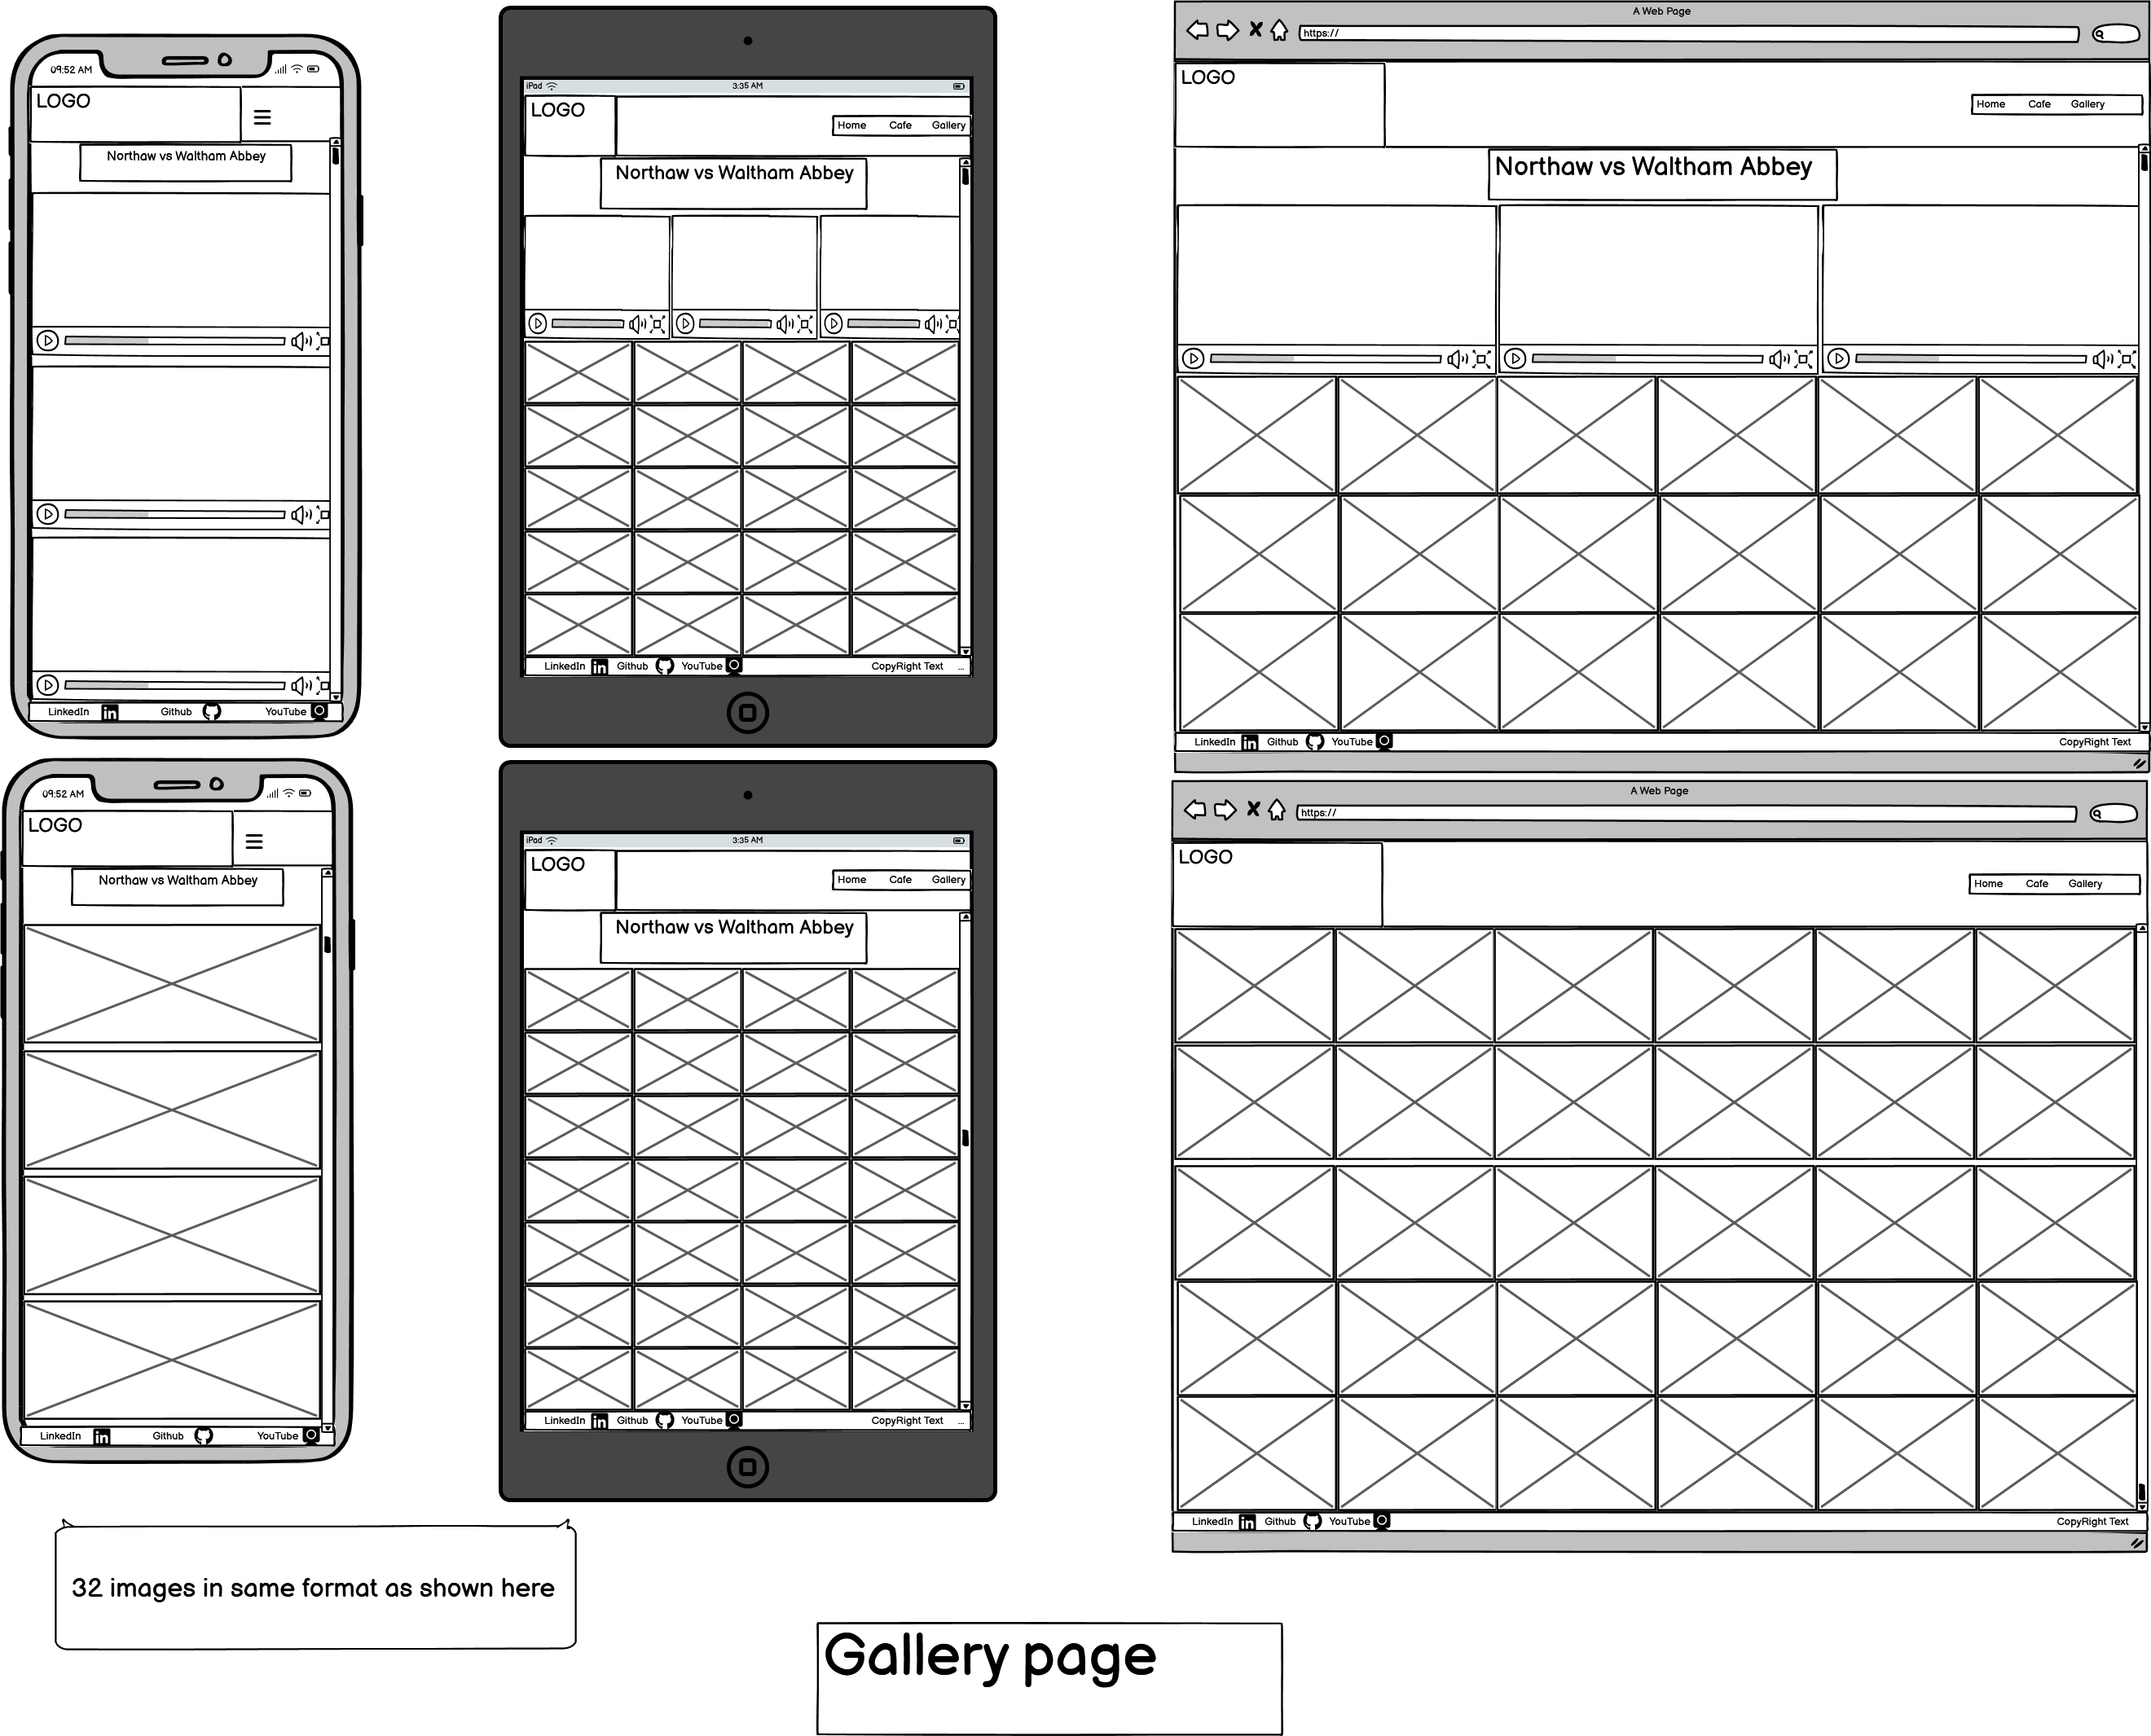 09:52 AM
LOGO
Northaw vs Waltham Abbey
LinkedIn Github YouTube
iPad 3:35 AM
LOGO
Home Cafe Gallery
Northaw vs Waltham Abbey
LinkedIn Github YouTube CopyRight Text ...
A Web Page
https://
LOGO
Home Cafe Gallery
Northaw vs Waltham Abbey
LinkedIn Github YouTube CopyRight Text
09:52 AM
LOGO
Northaw vs Waltham Abbey
LinkedIn Github YouTube
iPad 3:35 AM
LOGO
Home Cafe Gallery
Northaw vs Waltham Abbey
LinkedIn Github YouTube CopyRight Text ...
A Web Page
https://
LOGO
Home Cafe Gallery
LinkedIn Github YouTube CopyRight Text
32 images in same format as shown here
Gallery page